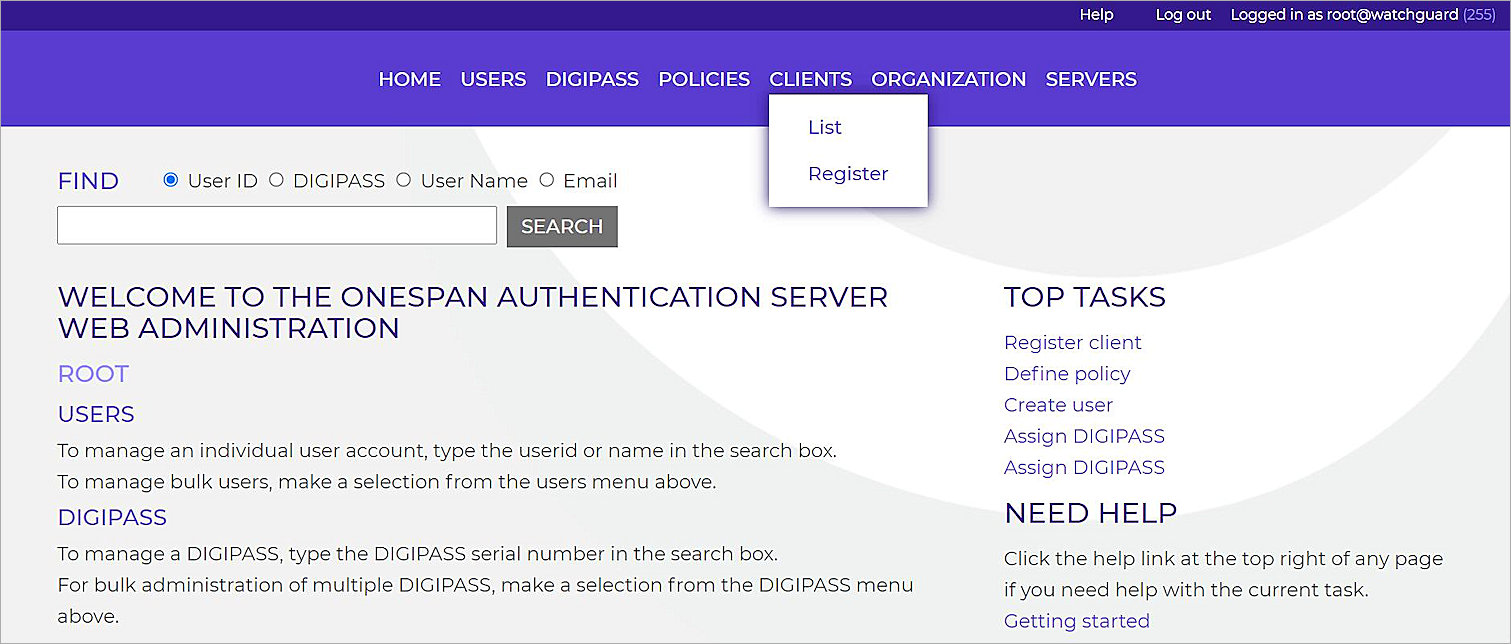 Help Log out Logged in as root@watchguard (255)
HOME USERS DIGIPASS POLICIES CLIENTS ORGANIZATION SERVERS
List
Register
FIND User ID DIGIPASS User Name Email
SEARCH
WELCOME TO THE ONESPAN AUTHENTICATION SERVER
WEB ADMINISTRATION
ROOT
USERS
To manage an individual user account, type the userid or name in the search box.
To manage bulk users, make a selection from the users menu above.
DIGIPASS
To manage a DIGIPASS, type the DIGIPASS serial number in the search box.
For bulk administration of multiple DIGIPASS, make a selection from the DIGIPASS menu
above.
TOP TASKS
Register client
Define policy
Create user
Assign DIGIPASS
Assign DIGIPASS
NEED HELP
Click the help link at the top right of any page
if you need help with the current task.
Getting started